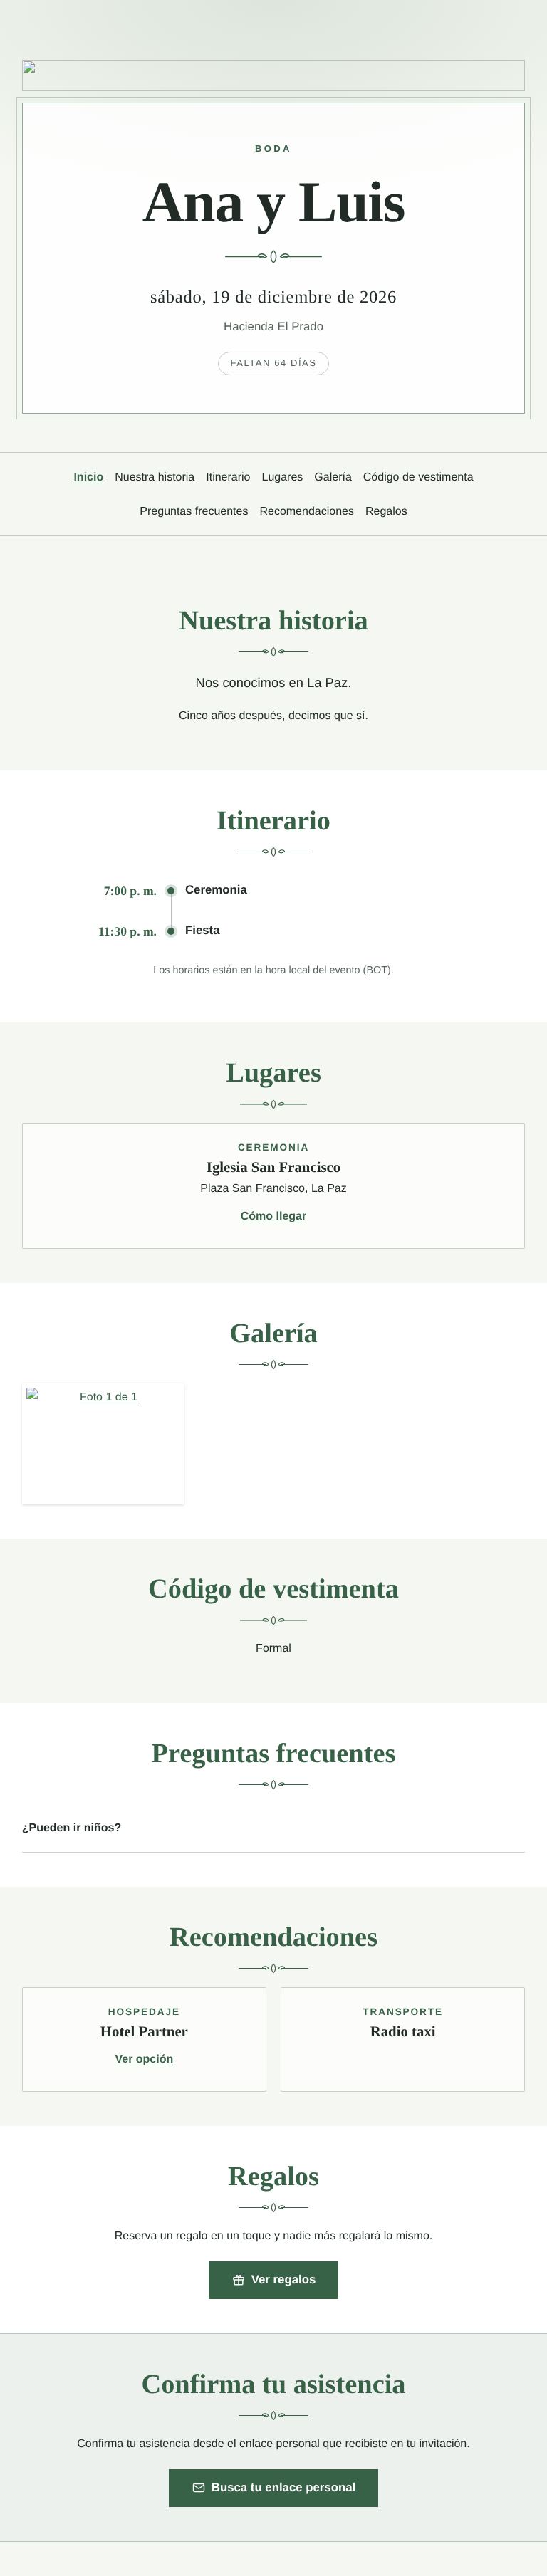 BODA
Ana y Luis
sábado, 19 de diciembre de 2026
Hacienda El Prado
FALTAN 64 DÍAS
Inicio Nuestra historia Itinerario Lugares Galería Código de vestimenta
Preguntas frecuentes Recomendaciones Regalos
Nuestra historia
Nos conocimos en La Paz.
Cinco años después, decimos que sí.
Itinerario
7:00 p. m. Ceremonia
11:30 p. m. Fiesta
Los horarios están en la hora local del evento (BOT).
Lugares
CEREMONIA
Iglesia San Francisco
Plaza San Francisco, La Paz
Cómo llegar
Galería
Foto 1 de 1
Código de vestimenta
Formal
Preguntas frecuentes
¿Pueden ir niños?
Recomendaciones
HOSPEDAJE
Hotel Partner
Ver opción
TRANSPORTE
Radio taxi
Regalos
Reserva un regalo en un toque y nadie más regalará lo mismo.
Ver regalos
Confirma tu asistencia
Confirma tu asistencia desde el enlace personal que recibiste en tu invitación.
Busca tu enlace personal